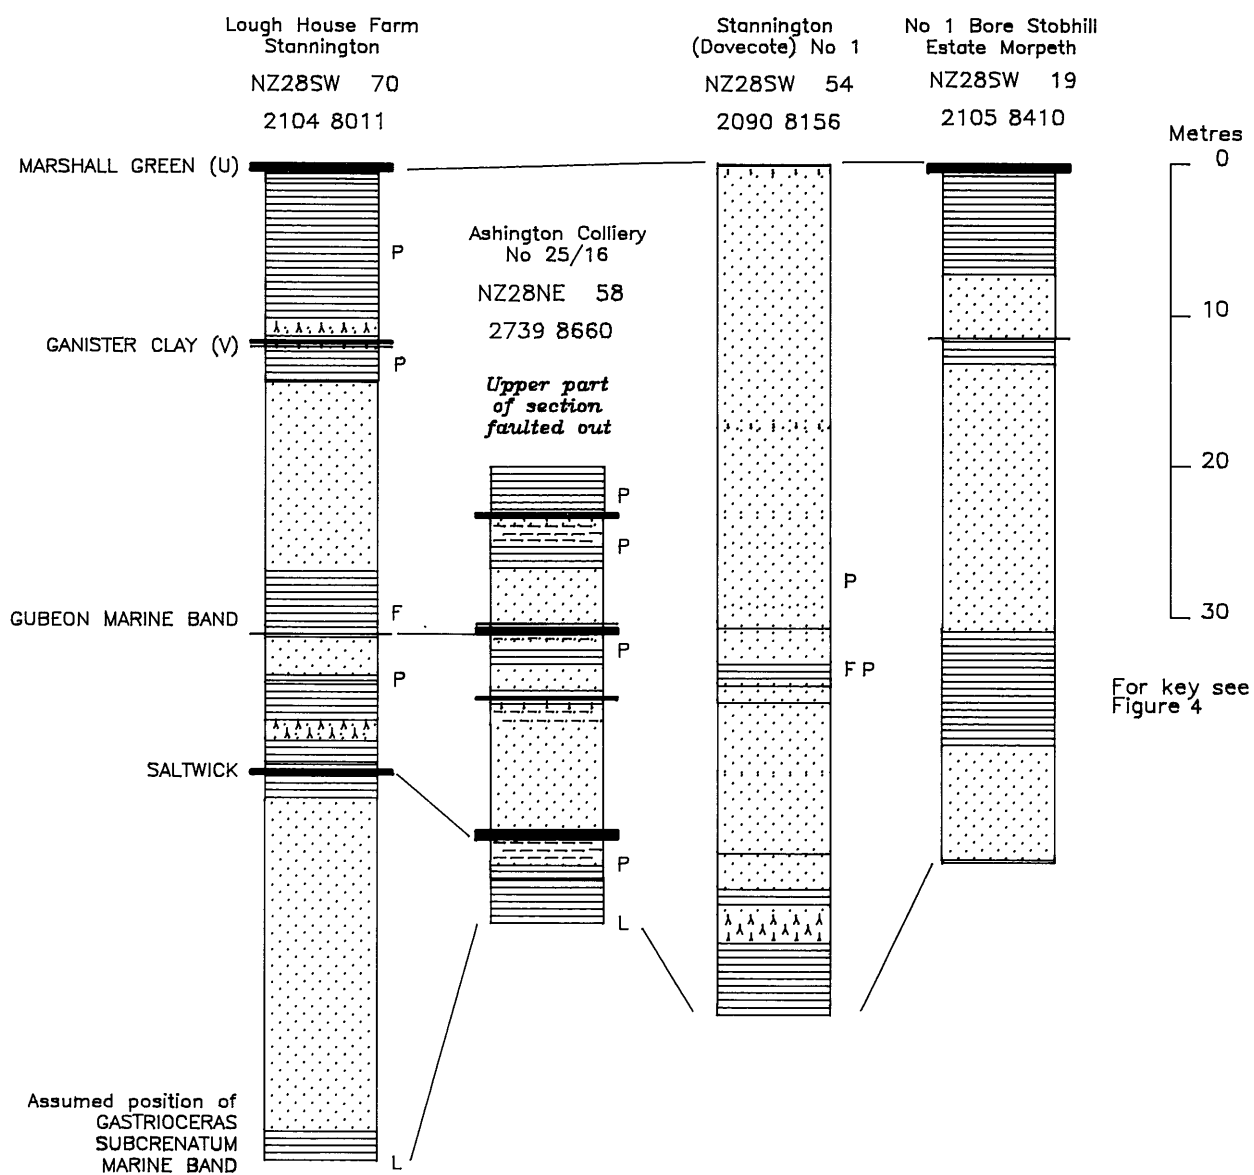 Lough House Farm
Stannington
NZ28SW 70
2104 8011
Stannington
(Dovecote) No 1
NZ28SW 54
2090 8156
No 1 Bore Stobhill
Estate Morpeth
NZ28SW 19
2105 8410
Metres
0
10
20
30
MARSHALL GREEN (U)
P
Ashington Colliery
No 25/16
NZ28NE 58
2739 8660
Upper part
of section
faulted out
GANISTER CLAY (V)
P
P
P
P
GUBEON MARINE BAND
F
P
P
F P
For key see
Figure 4
SALTWICK
P
L
Assumed position of
GASTRIOCERAS
SUBCRENATUM
MARINE BAND
L